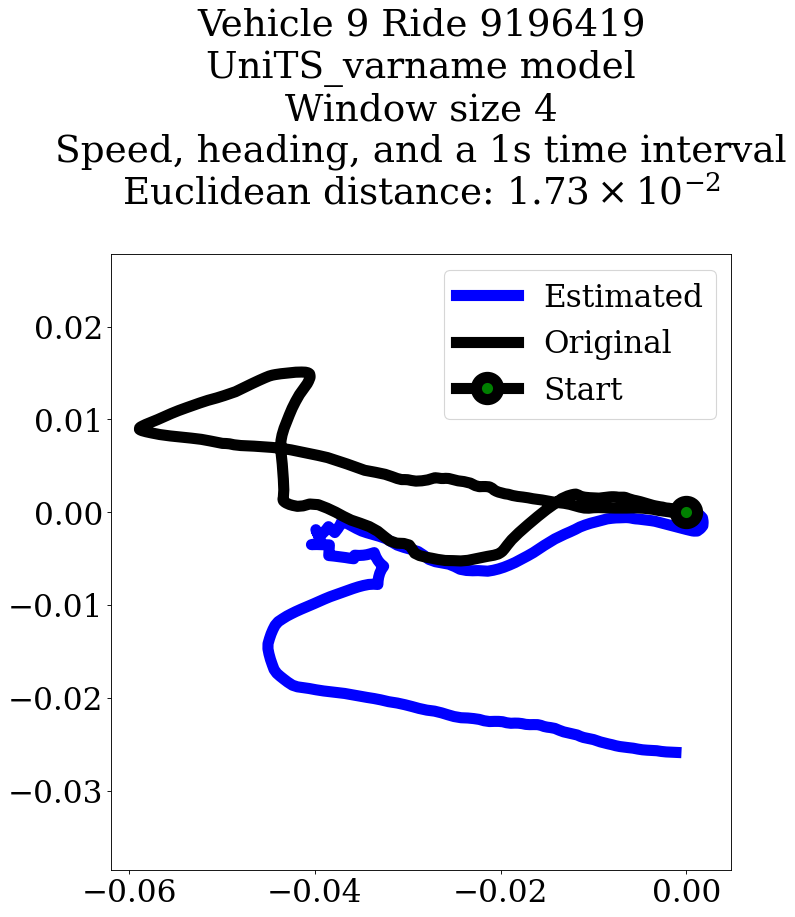 Vehicle 9 Ride 9196419
UniTS_varname model
Window size 4
Speed, heading, and a 1s time interval
Euclidean distance: 1.73 × 10⁻²
Estimated
Original
Start
0.02
0.01
0.00
−0.01
−0.02
−0.03
−0.06 −0.04 −0.02 0.00